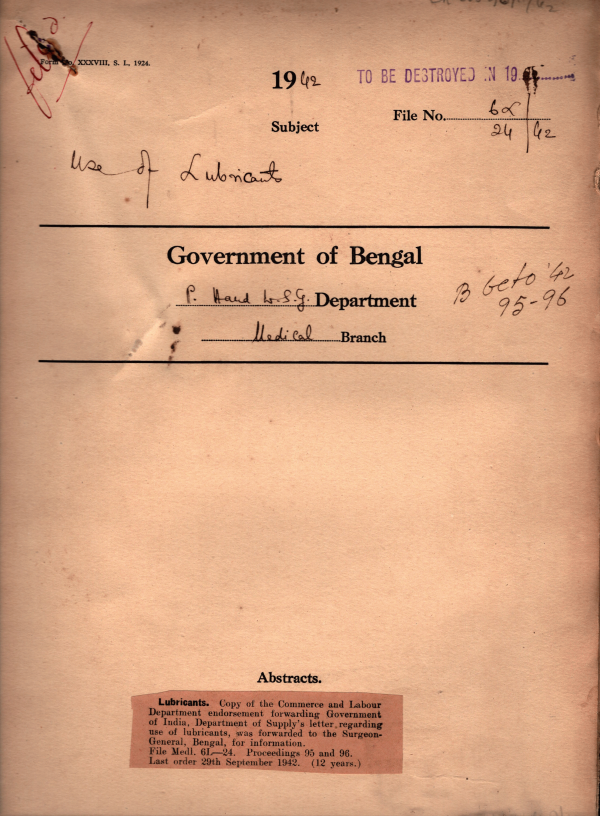 Form No. XXXVIII, S. I., 1924.
1942
TO BE DESTROYED IN 19
File No. 6L
24 42
Subject
Use of Lubricants
Government of Bengal
P. H and L. S. G. Department
Medical Branch
B Octo '42
95-96
Abstracts.
Lubricants. Copy of the Commerce and Labour
Department endorsement forwarding Government
of India, Department of Supply's letter, regarding
use of lubricants, was forwarded to the Surgeon-
General, Bengal, for information.
File Medl. 6L—24. Proceedings 95 and 96.
Last order 29th September 1942. (12 years.)